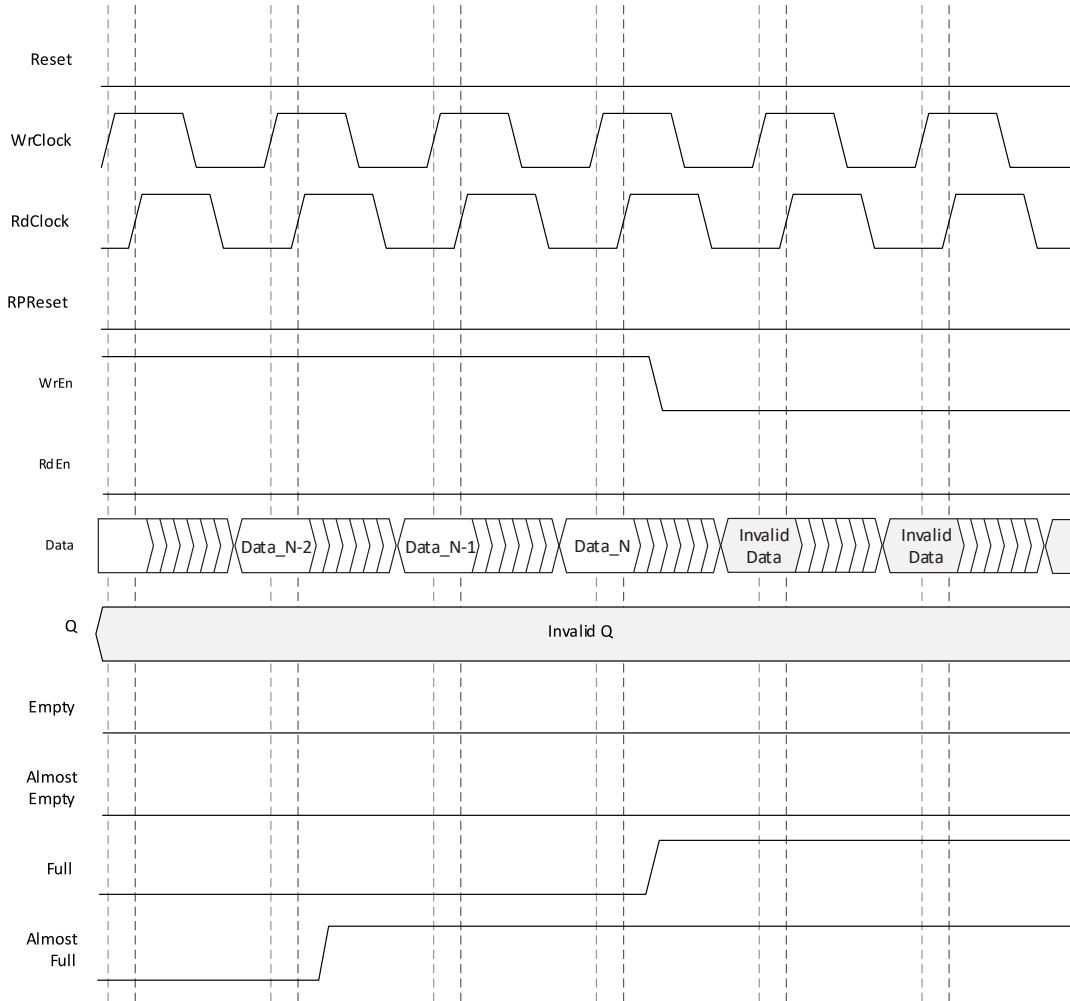 Reset
WrClock
RdClock
RPReset
WrEn
RdEn
Data
Data_N-2
Data_N-1
Data_N
Invalid
Data
Invalid
Data
Q
Invalid Q
Empty
Almost
Empty
Full
Almost
Full